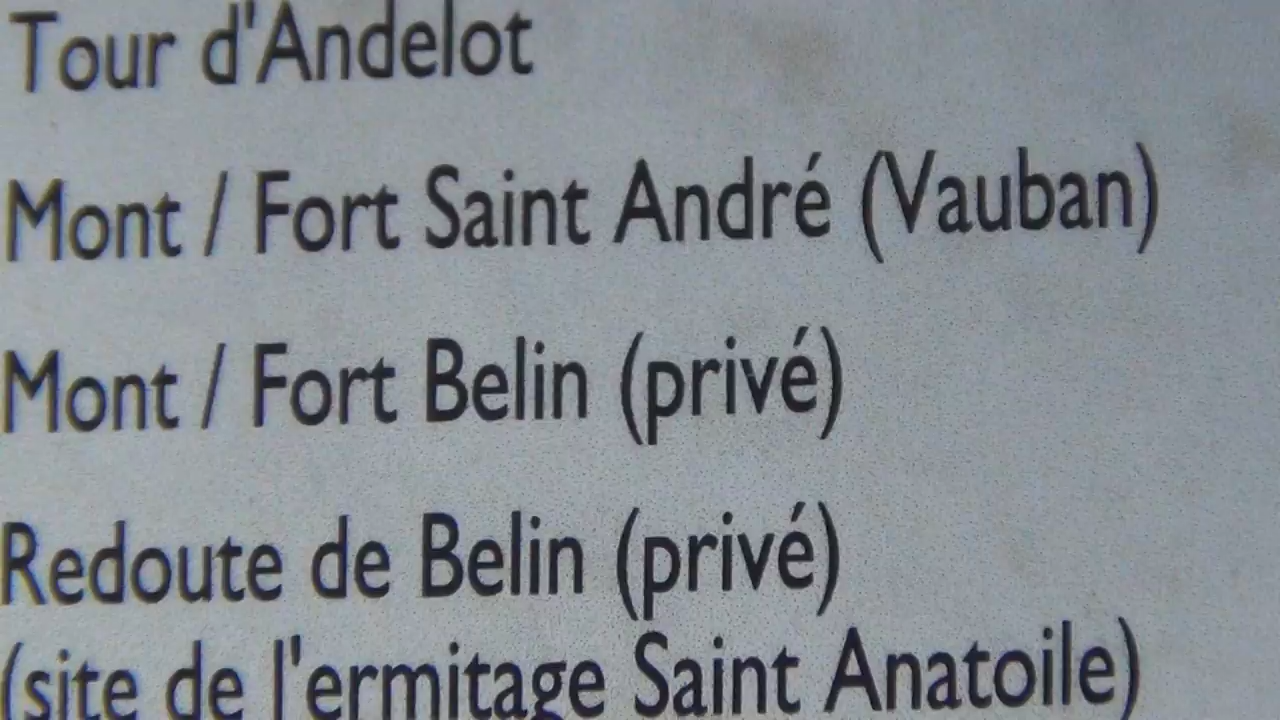 Tour d'Andelot
Mont / Fort Saint André (Vauban)
Mont / Fort Belin (privé)
Redoute de Belin (privé)
(site de l'ermitage Saint Anatoile)